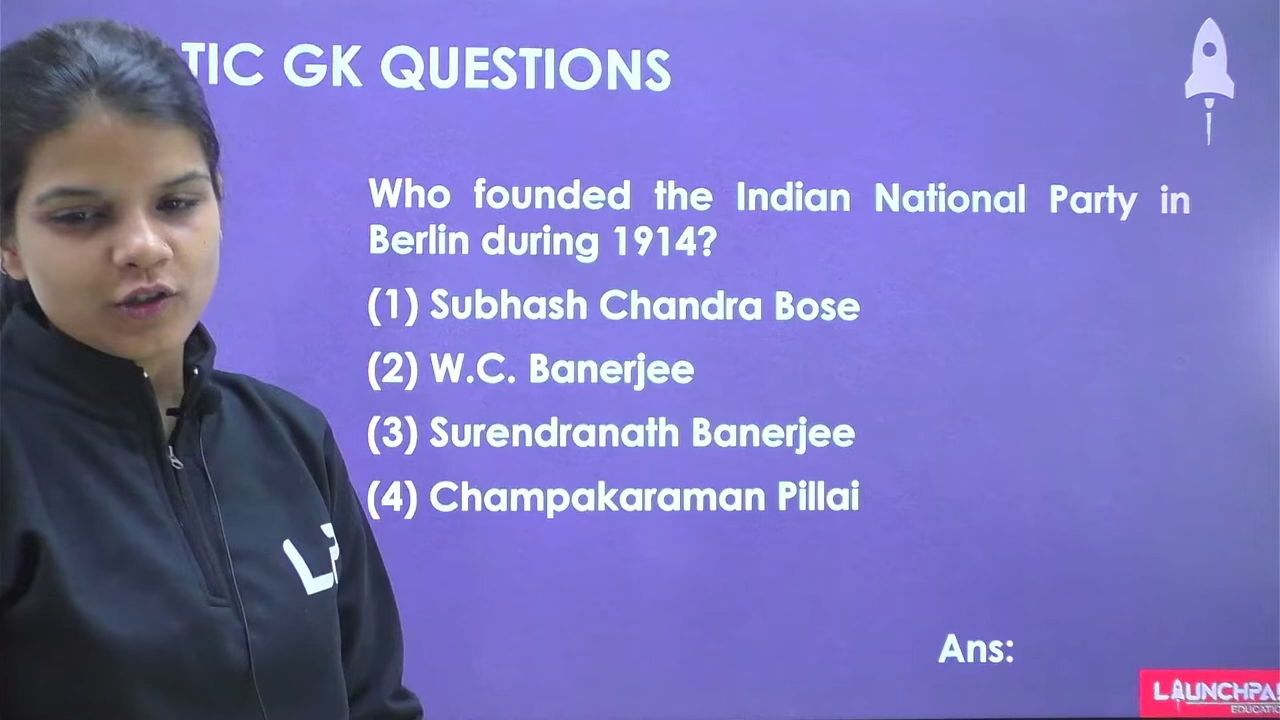 TIC GK QUESTIONS
Who founded the Indian National Party in
Berlin during 1914?
(1) Subhash Chandra Bose
(2) W.C. Banerjee
(3) Surendranath Banerjee
(4) Champakaraman Pillai
L
Ans:
LAUNCHPA
EDUCATIO